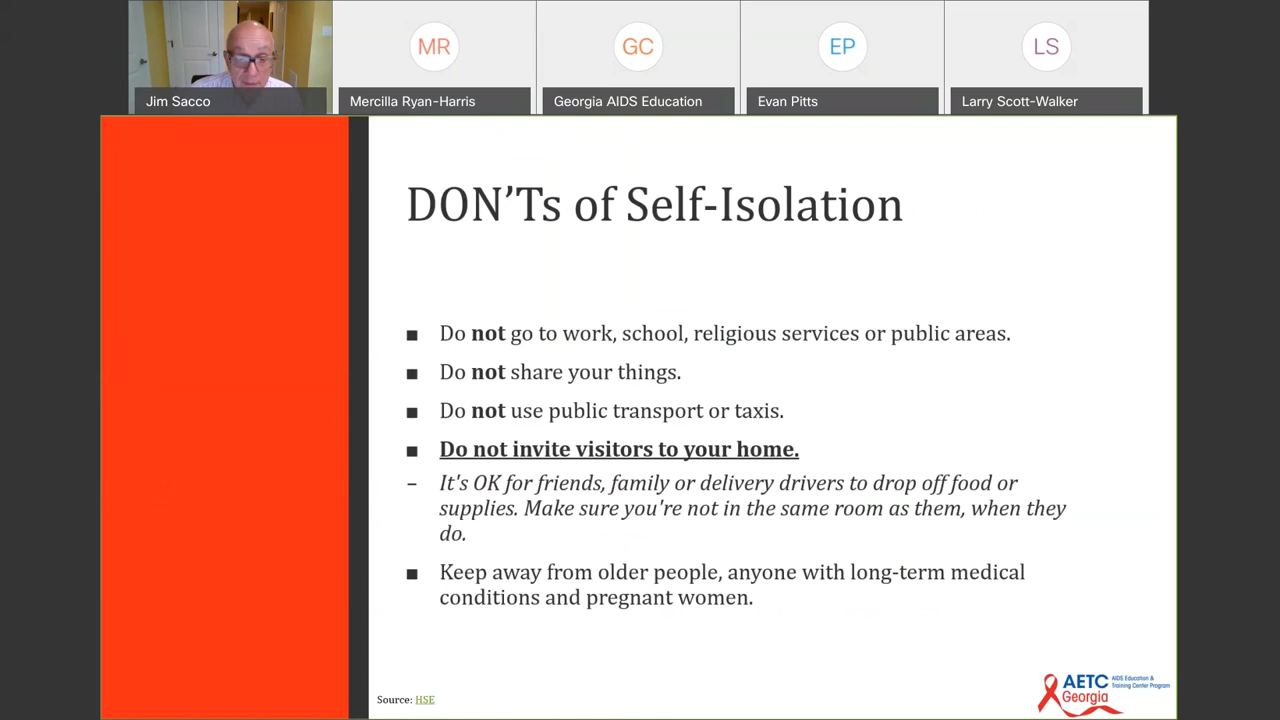 MR
GC
EP
LS
Jim Sacco
Mercilla Ryan-Harris
Georgia AIDS Education
Evan Pitts
Larry Scott-Walker
DON’Ts of Self-Isolation
■ Do not go to work, school, religious services or public areas.
■ Do not share your things.
■ Do not use public transport or taxis.
■ Do not invite visitors to your home.
– It's OK for friends, family or delivery drivers to drop off food or
supplies. Make sure you're not in the same room as them, when they
do.
■ Keep away from older people, anyone with long-term medical
conditions and pregnant women.
Source: HSE
AETC AIDS Education &
Training Center Program
Georgia